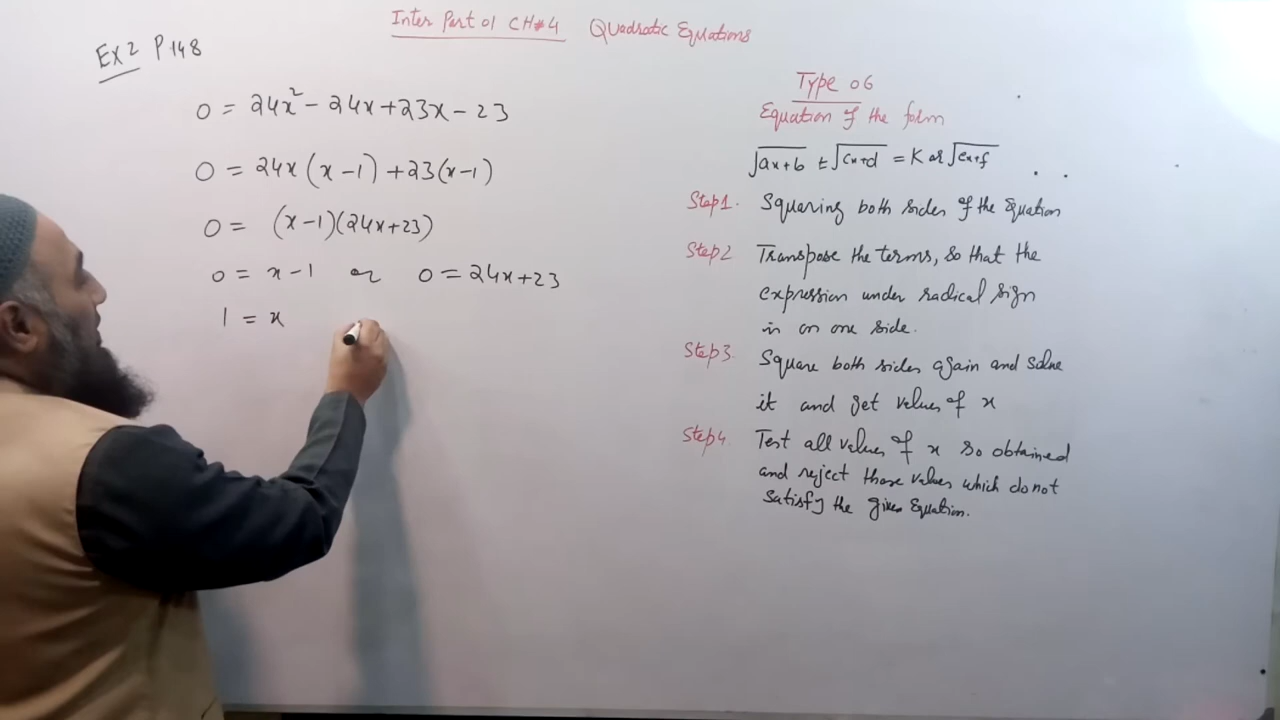 Inter Part 01 CH#4 Quadratic Equations
Ex2 P148
0 = 24x² - 24x + 23x - 23
0 = 24x(x-1) + 23(x-1)
0 = (x-1)(24x+23)
0 = x-1 or 0 = 24x+23
1 = x
Type 06
Equation of the form
√ax+b ± √cx+d = K or √ex+f
Step1. Squaring both sides of the Equation
Step2 Transpose the terms, so that the
expression under radical sign
is on one side.
Step3 Square both sides again and solve
it and get values of x
Step4 Test all values of x so obtained
and reject those values which do not
satisfy the given Equation.